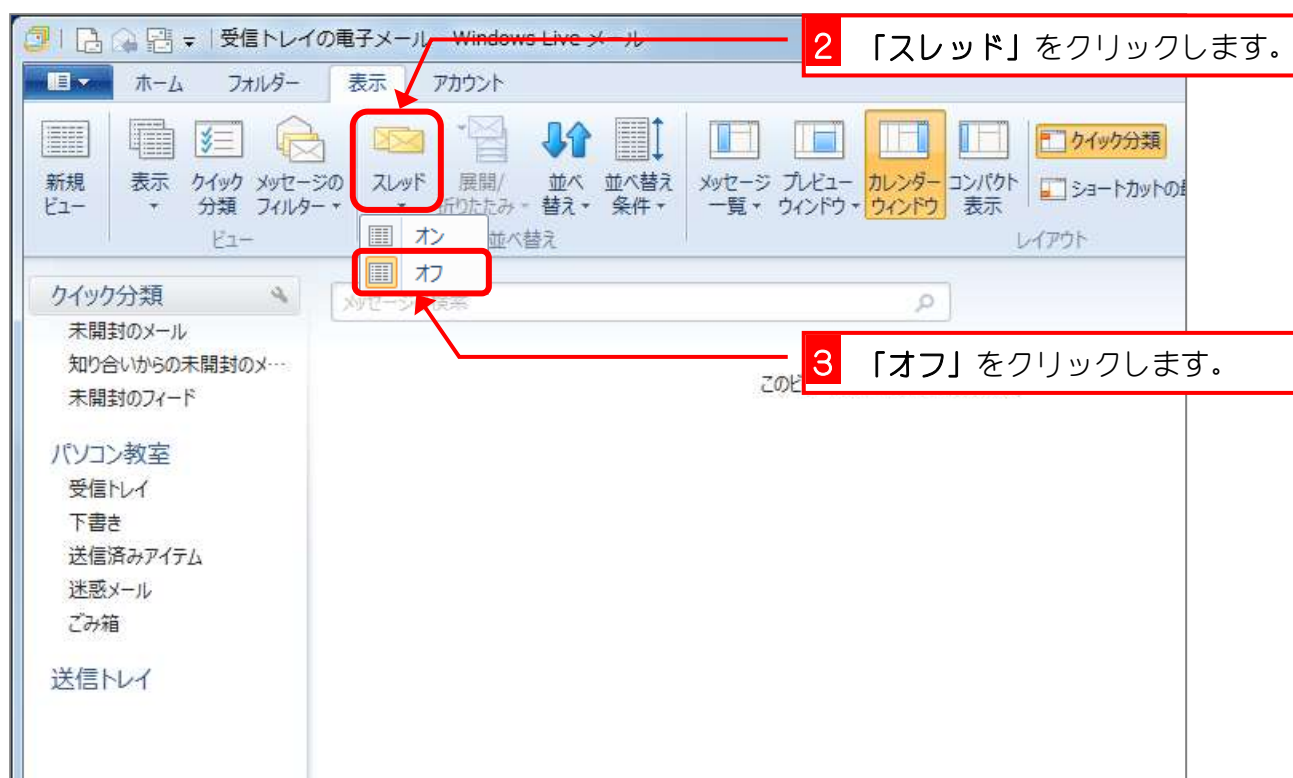 受信トレイの電子メール - Windows Live メール
2 「スレッド」をクリックします。
ホーム フォルダー 表示 アカウント
新規ビュー
表示
クイック分類
メッセージのフィルター
スレッド
展開/折りたたみ
並べ替え
並べ替え条件
メッセージ一覧
プレビューウィンドウ
カレンダーウィンドウ
コンパクト表示
クイック分類
ショートカットの
ビュー
並べ替え
レイアウト
オン
オフ
クイック分類
未開封のメール
知り合いからの未開封のメ…
未開封のフィード
パソコン教室
受信トレイ
下書き
送信済みアイテム
迷惑メール
ごみ箱
送信トレイ
3 「オフ」をクリックします。
このビ